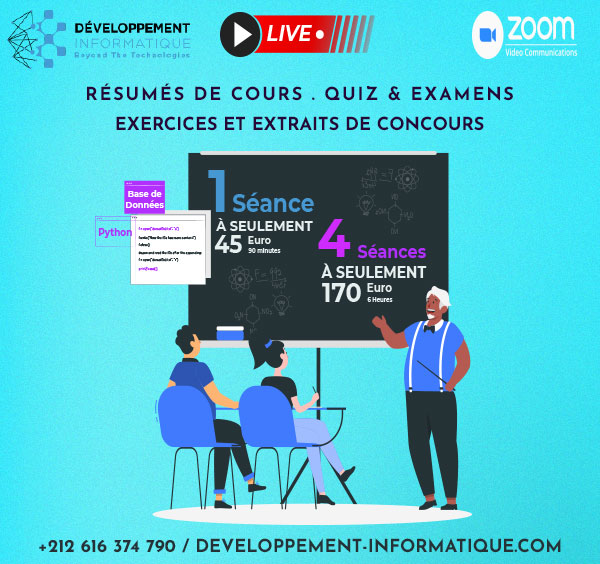 DÉVELOPPEMENT
INFORMATIQUE
Beyond The Technologies
LIVE
zoom
Video Communications
RÉSUMÉS DE COURS . QUIZ & EXAMENS
EXERCICES ET EXTRAITS DE CONCOURS
Base de
Données
Python
1 Séance
À SEULEMENT
45 Euro
90 minutes
4 Séances
À SEULEMENT
170 Euro
6 Heures
+212 616 374 790 / DEVELOPPEMENT-INFORMATIQUE.COM